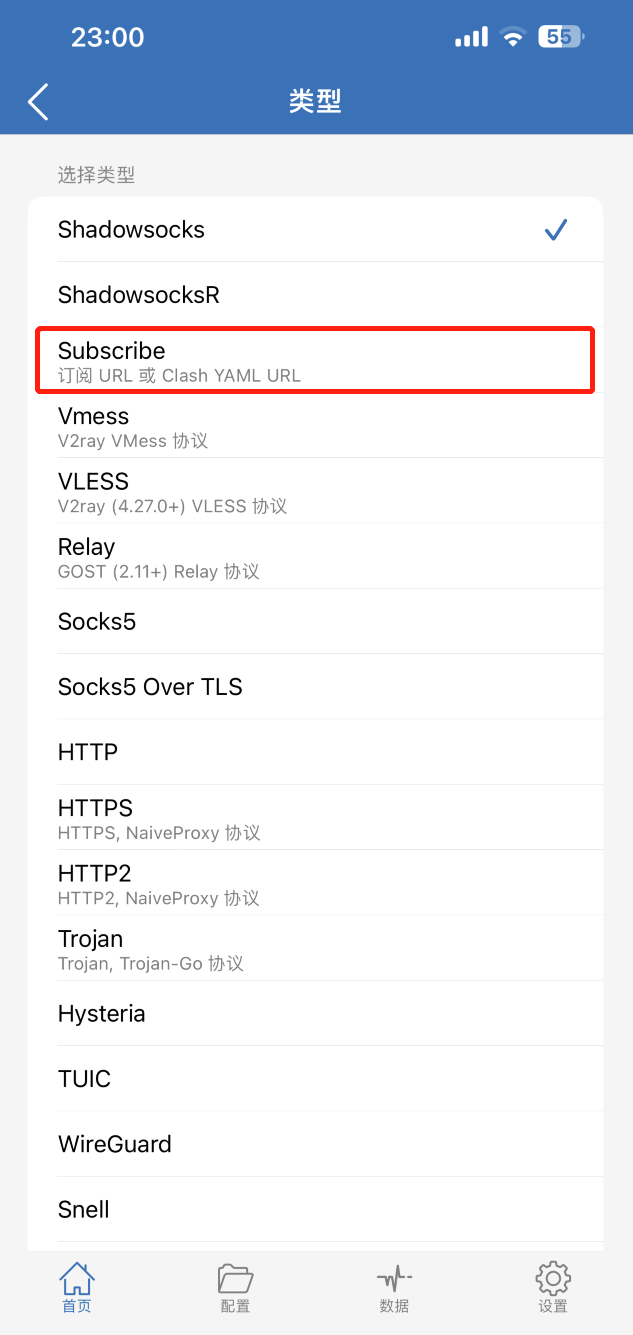 23:00
55
类型
选择类型
Shadowsocks
ShadowsocksR
Subscribe
订阅 URL 或 Clash YAML URL
Vmess
V2ray VMess 协议
VLESS
V2ray (4.27.0+) VLESS 协议
Relay
GOST (2.11+) Relay 协议
Socks5
Socks5 Over TLS
HTTP
HTTPS
HTTPS, NaiveProxy 协议
HTTP2
HTTP2, NaiveProxy 协议
Trojan
Trojan, Trojan-Go 协议
Hysteria
TUIC
WireGuard
Snell
首页 配置 数据 设置